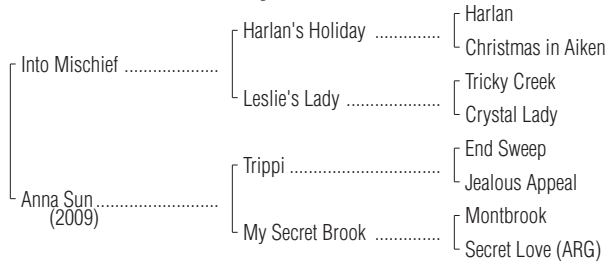 Harlan
Harlan's Holiday ..............
Christmas in Aiken
Into Mischief ....................
Tricky Creek
Leslie's Lady ....................
Crystal Lady
End Sweep
Trippi ................................
Jealous Appeal
Anna Sun..........................
(2009)
Montbrook
My Secret Brook ..............
Secret Love (ARG)